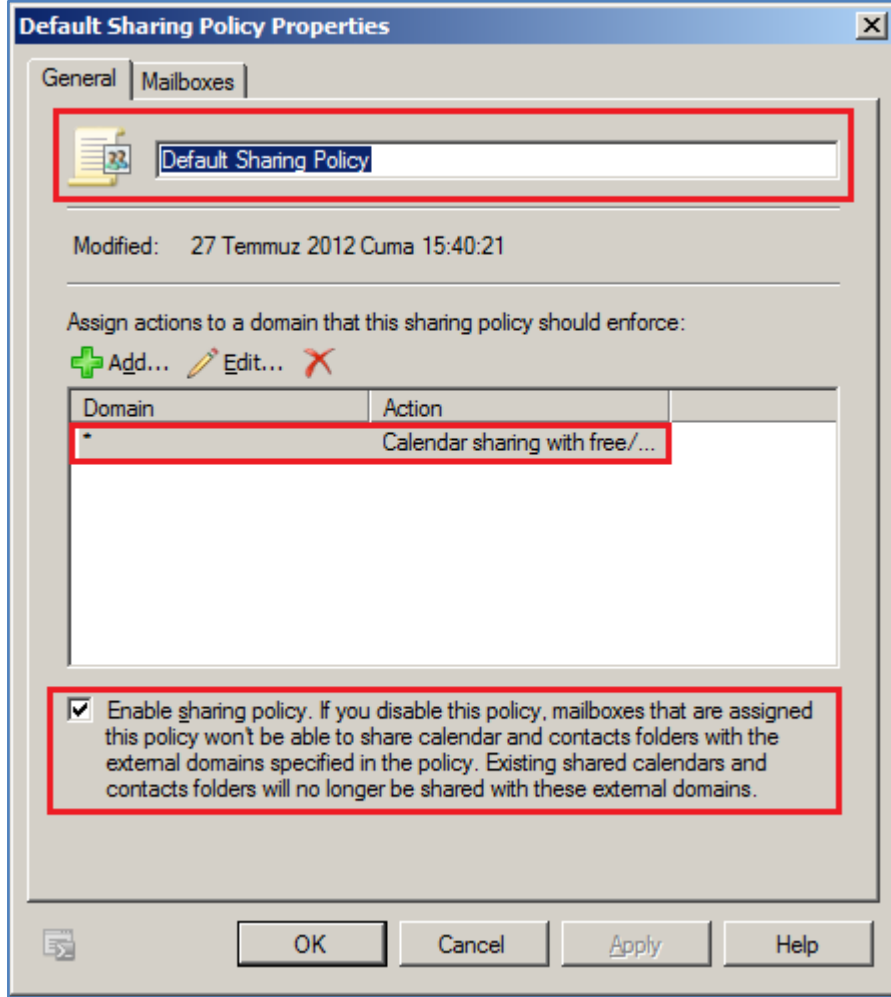 Default Sharing Policy Properties
General Mailboxes
Default Sharing Policy
Modified: 27 Temmuz 2012 Cuma 15:40:21
Assign actions to a domain that this sharing policy should enforce:
Add... Edit...
Domain Action
* Calendar sharing with free/...
Enable sharing policy. If you disable this policy, mailboxes that are assigned
this policy won't be able to share calendar and contacts folders with the
external domains specified in the policy. Existing shared calendars and
contacts folders will no longer be shared with these external domains.
OK Cancel Apply Help